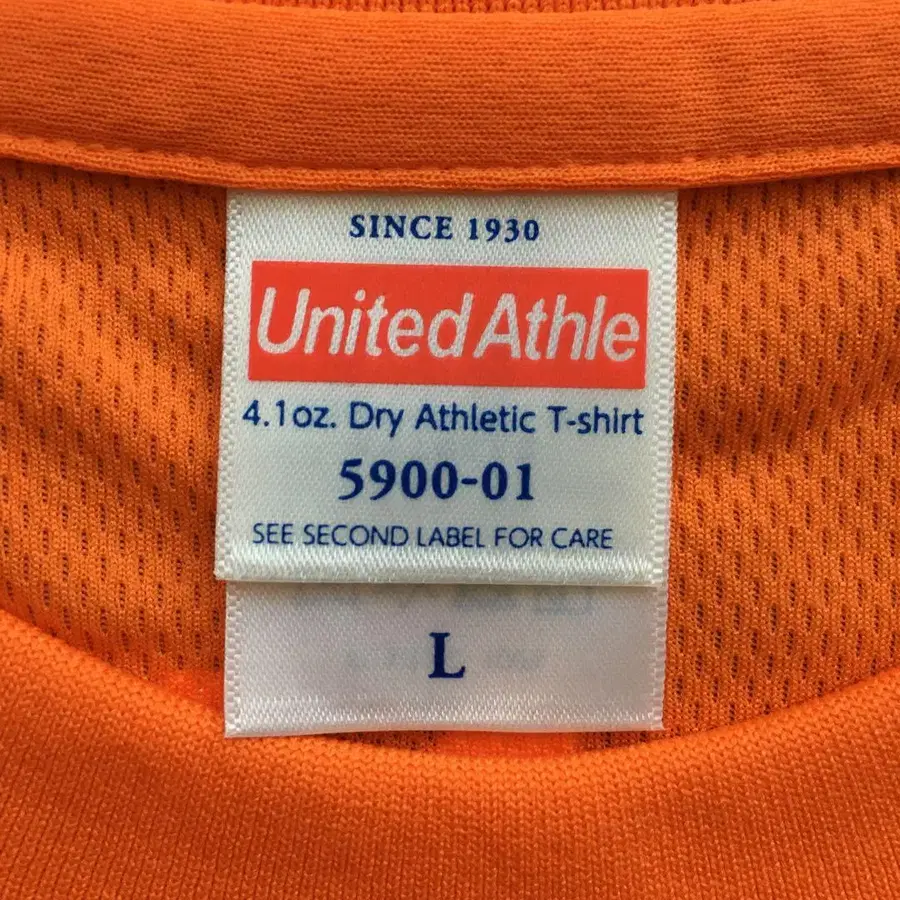 SINCE 1930
United Athle
4.1oz. Dry Athletic T-shirt
5900-01
SEE SECOND LABEL FOR CARE
L